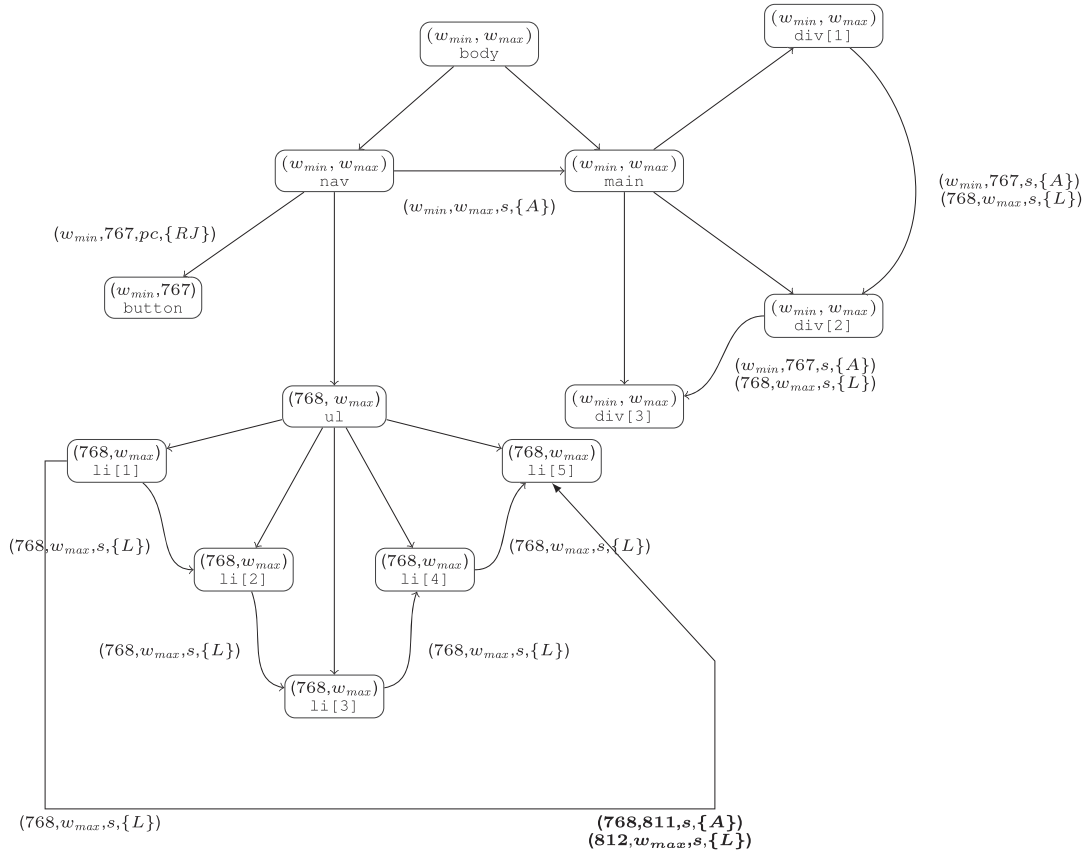 (w_min, w_max)
div[1]
(w_min, w_max)
body
(w_min, w_max)
nav
(w_min, w_max)
main
(w_min,767,s,{A})
(768,w_max,s,{L})
(w_min,w_max,s,{A})
(w_min,767,pc,{RJ})
(w_min,767)
button
(w_min, w_max)
div[2]
(w_min,767,s,{A})
(768,w_max,s,{L})
(768, w_max)
ul
(w_min, w_max)
div[3]
(768,w_max)
li[1]
(768,w_max)
li[5]
(768,w_max,s,{L})
(768,w_max,s,{L})
(768,w_max)
li[2]
(768,w_max)
li[4]
(768,w_max,s,{L})
(768,w_max,s,{L})
(768,w_max)
li[3]
(768,w_max,s,{L})
(768,811,s,{A})
(812,w_max,s,{L})